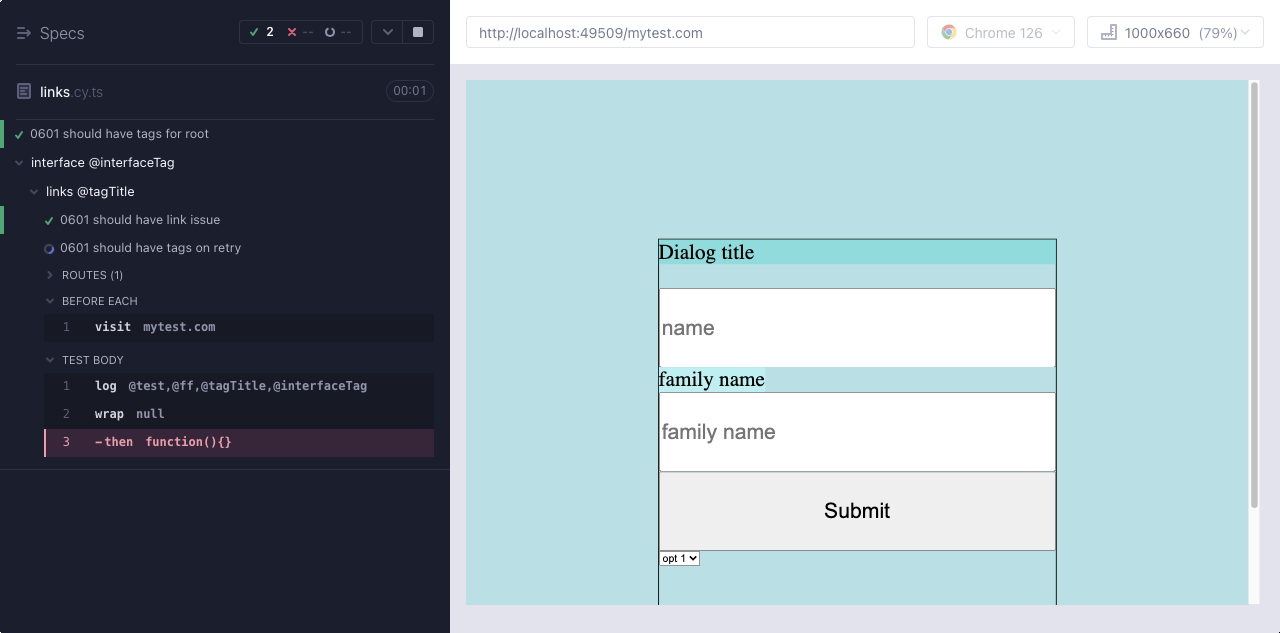 Specs
2 -- --
links.cy.ts
00:01
0601 should have tags for root
interface @interfaceTag
links @tagTitle
0601 should have link issue
0601 should have tags on retry
ROUTES (1)
BEFORE EACH
1 visit mytest.com
TEST BODY
1 log @test,@ff,@tagTitle,@interfaceTag
2 wrap null
3 -then function(){}
http://localhost:49509/mytest.com
Chrome 126
1000x660 (79%)
Dialog title
name
family name
family name
Submit
opt 1